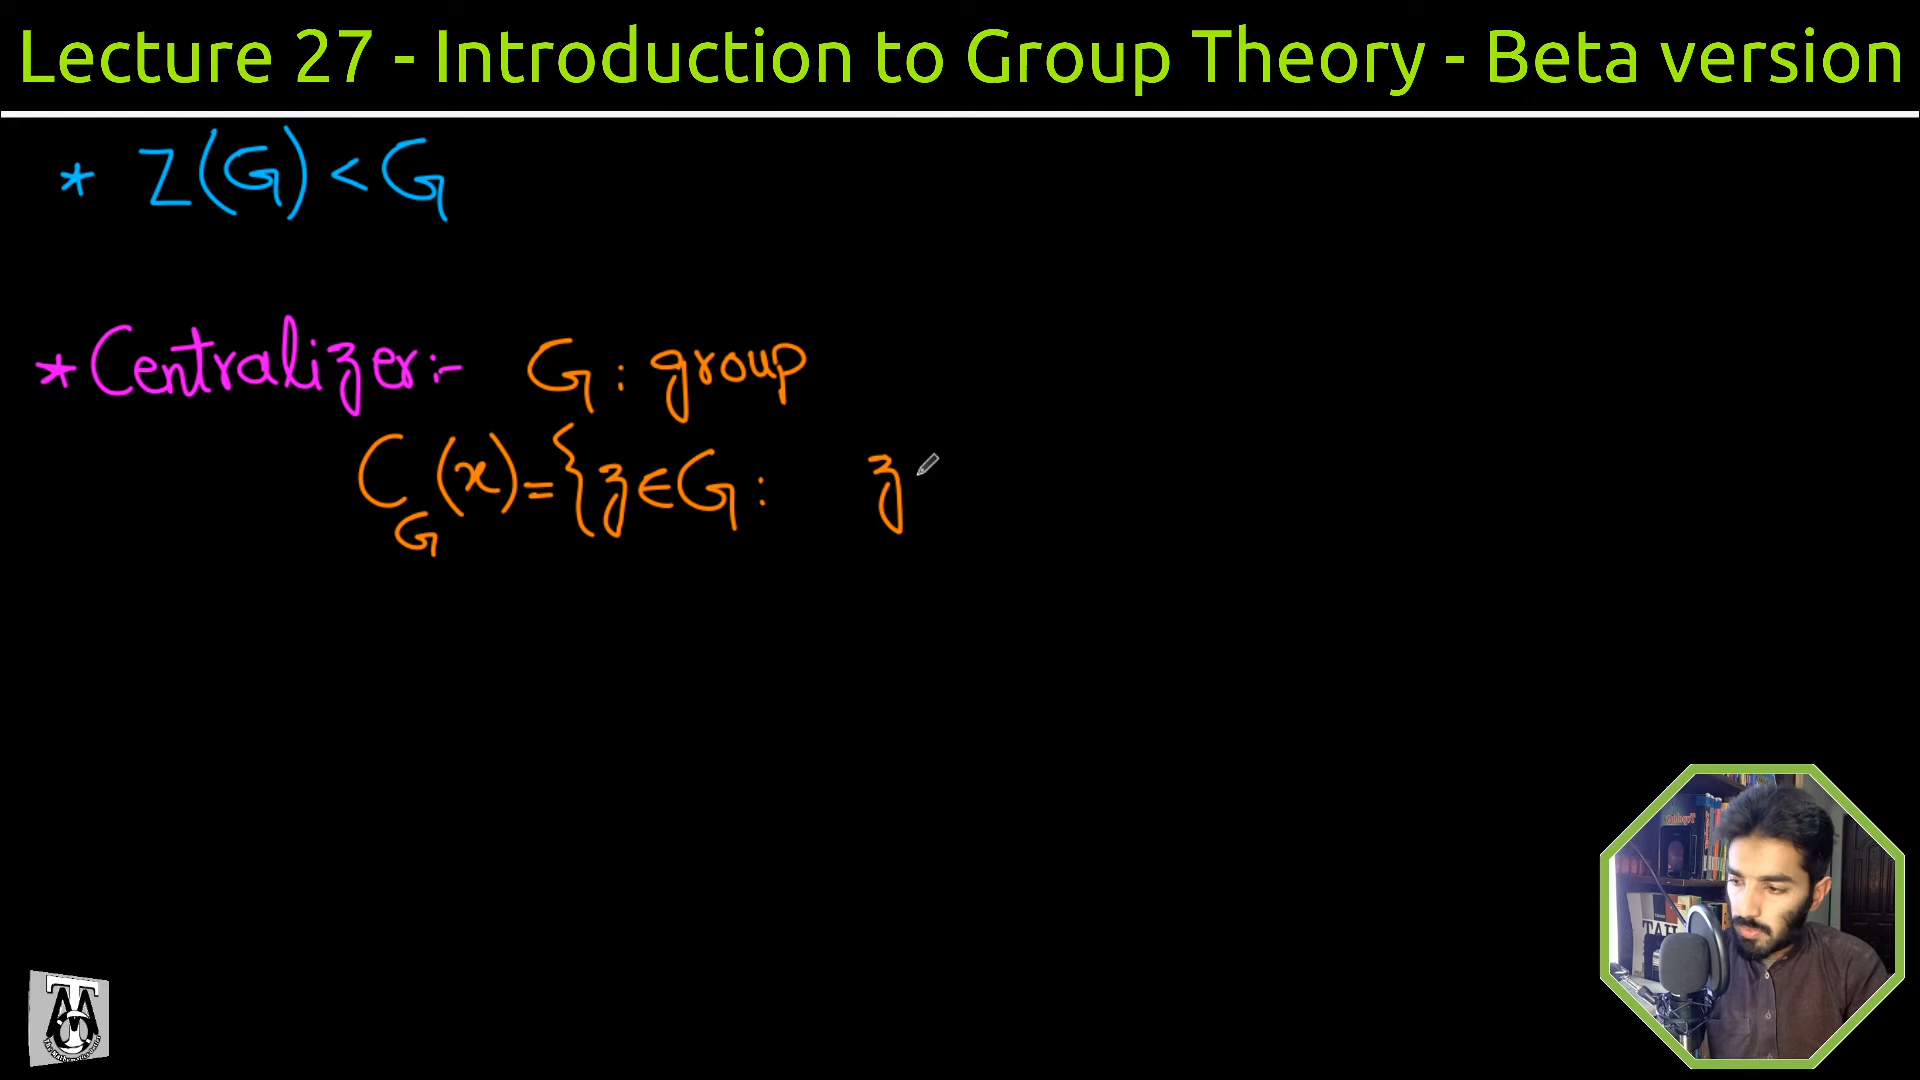 Lecture 27 - Introduction to Group Theory - Beta version
* Z(G) < G
* Centralizer:- G : group
C_G(x) = {z ∈ G : z